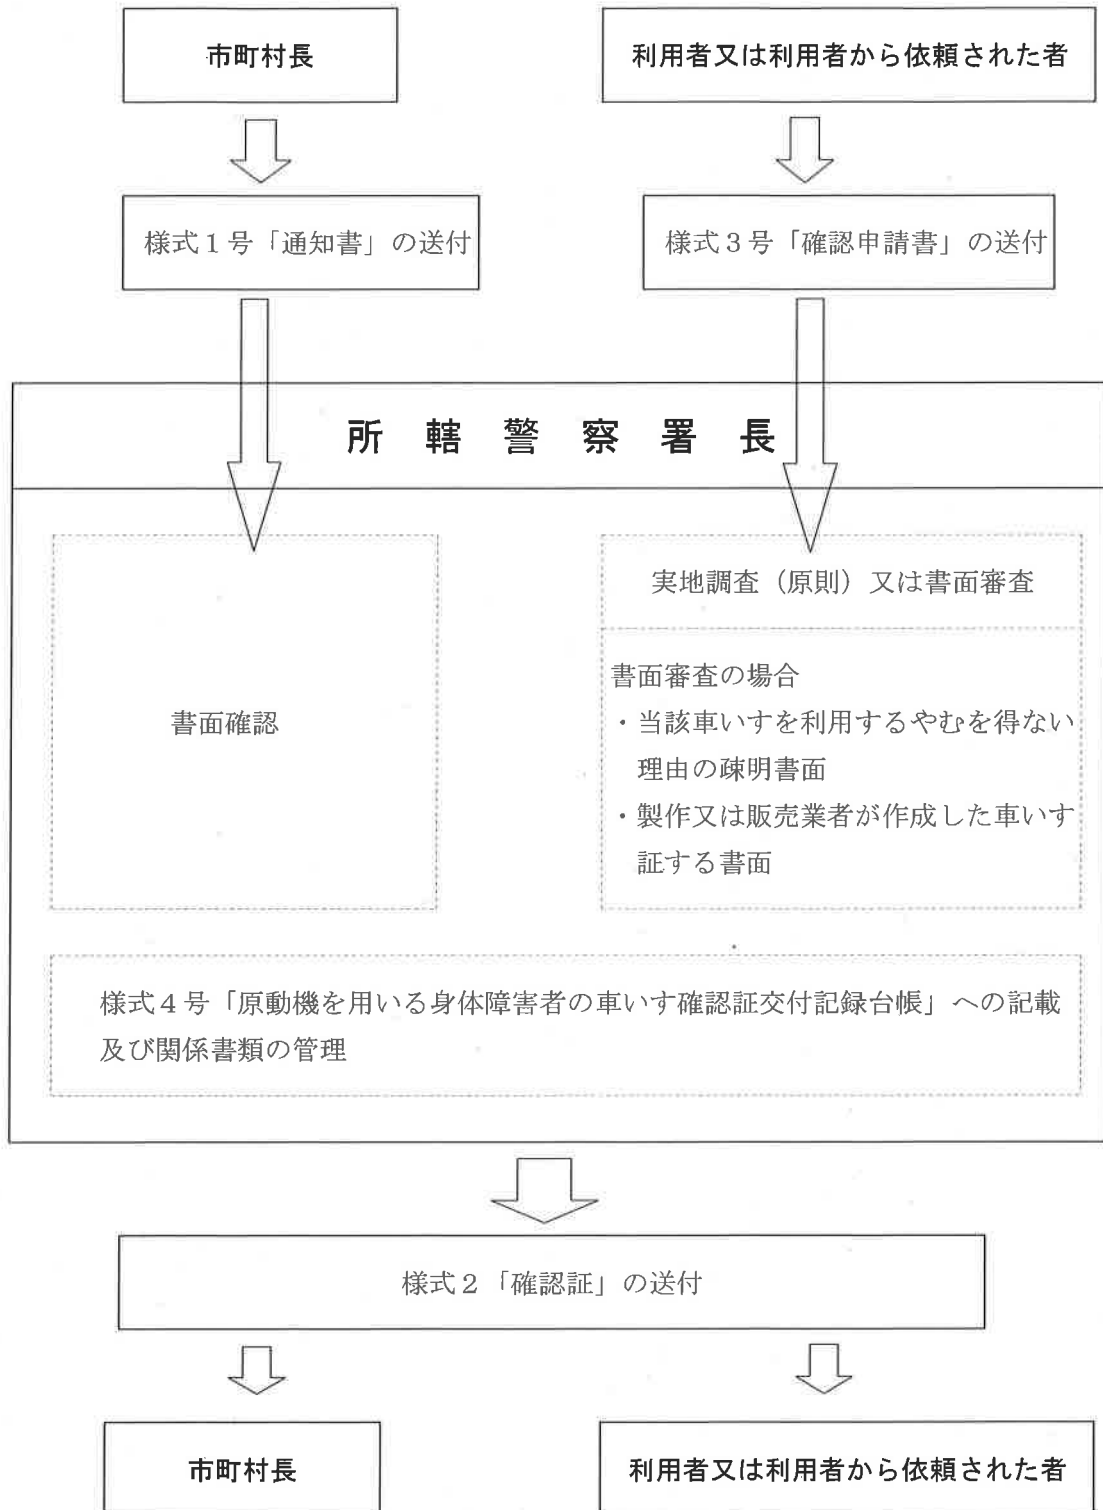 市町村長
利用者又は利用者から依頼された者
様式1号「通知書」の送付
様式3号「確認申請書」の送付
所轄警察署長
書面確認
実地調査（原則）又は書面審査
書面審査の場合
・当該車いすを利用するやむを得ない
理由の疎明書面
・製作又は販売業者が作成した車いす
証する書面
様式4号「原動機を用いる身体障害者の車いす確認証交付記録台帳」への記載
及び関係書類の管理
様式2「確認証」の送付
市町村長
利用者又は利用者から依頼された者